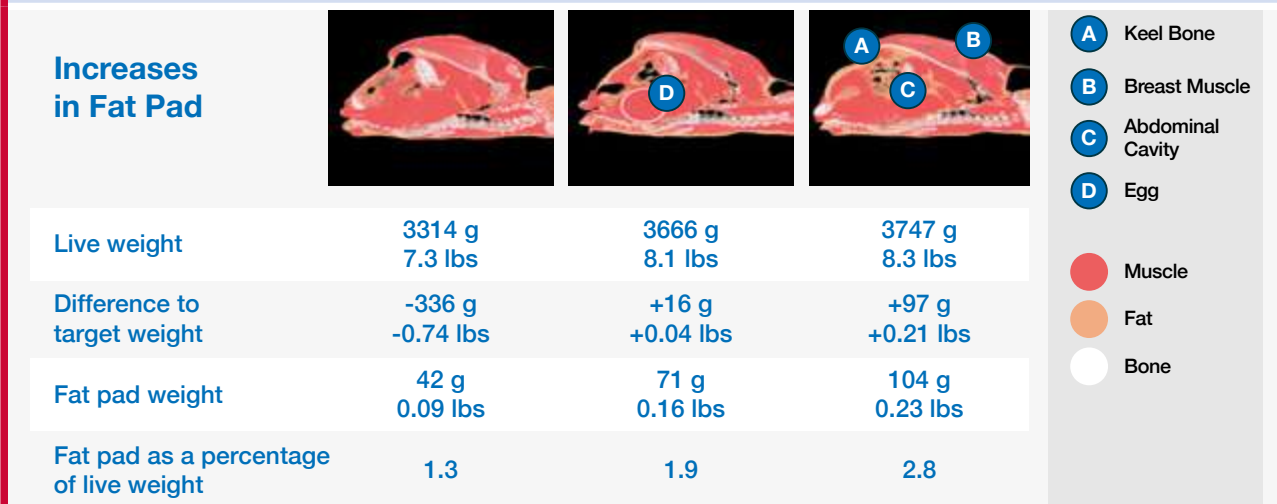 Increases
in Fat Pad
D
A
B
C
A Keel Bone
B Breast Muscle
C Abdominal
Cavity
D Egg
Muscle
Fat
Bone
Live weight
3314 g
7.3 lbs
3666 g
8.1 lbs
3747 g
8.3 lbs
Difference to
target weight
-336 g
-0.74 lbs
+16 g
+0.04 lbs
+97 g
+0.21 lbs
Fat pad weight
42 g
0.09 lbs
71 g
0.16 lbs
104 g
0.23 lbs
Fat pad as a percentage
of live weight
1.3
1.9
2.8